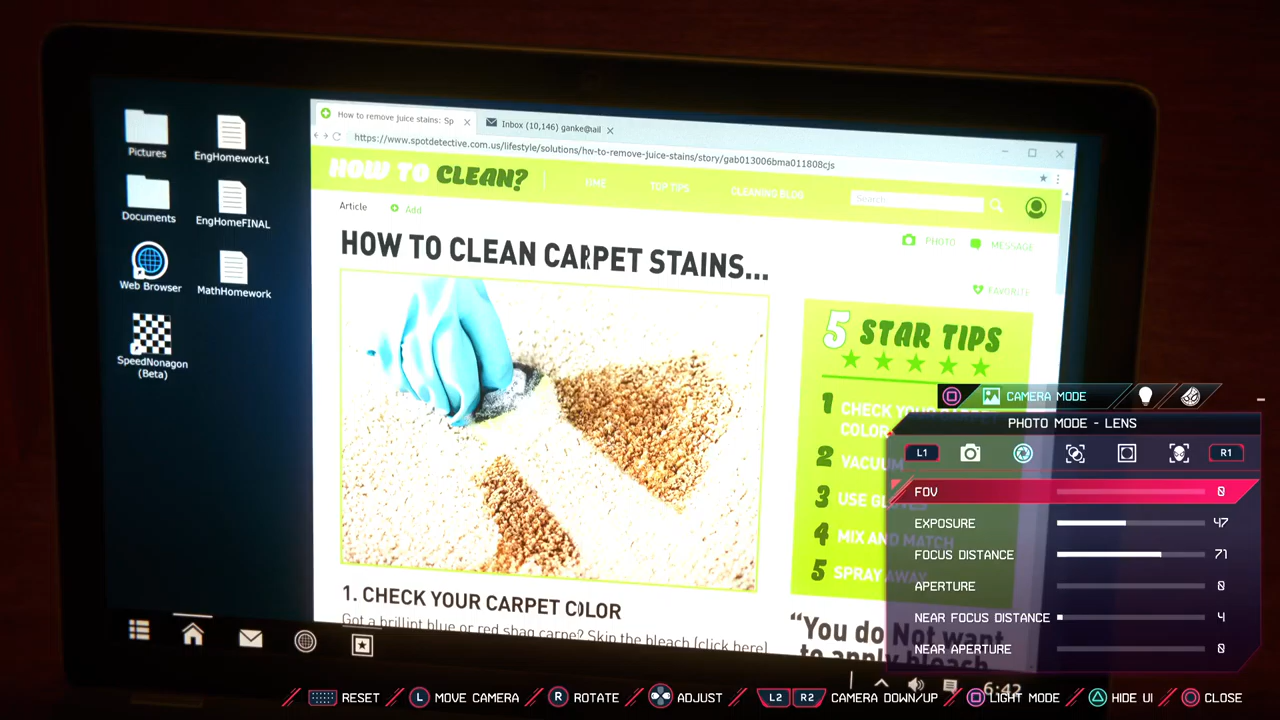 Pictures
EngHomework1
Documents
EngHomeFINAL
Web Browser
MathHomework
SpeedNonagon
(Beta)
How to remove juice stains: Sp
Inbox (10,146) ganke@ail
https://www.spotdetective.com.us/lifestyle/solutions/how-to-remove-juice-stains/story/gab013006bma011808cjs
HOW TO CLEAN?
HOME
TOP TIPS
CLEANING BLOG
Search
Article
Add
PHOTO
MESSAGE
FAVORITE
HOW TO CLEAN CARPET STAINS...
5 STAR TIPS
1 CHECK YOUR CARPET
COLOR
2 VACUUM
3 USE
4 MIX AND MATCH
5 SPRAY AWAY
1. CHECK YOUR CARPET COLOR
Got a brillint blue or red shag carpe? Skip the bleach (click here)
“You do Not want
to apply bleach
6:42
CAMERA MODE
PHOTO MODE - LENS
L1
R1
FOV 0
EXPOSURE 47
FOCUS DISTANCE 71
APERTURE 0
NEAR FOCUS DISTANCE 4
NEAR APERTURE 0
RESET
L MOVE CAMERA
R ROTATE
ADJUST
L2 R2 CAMERA DOWN/UP
LIGHT MODE
HIDE UI
CLOSE